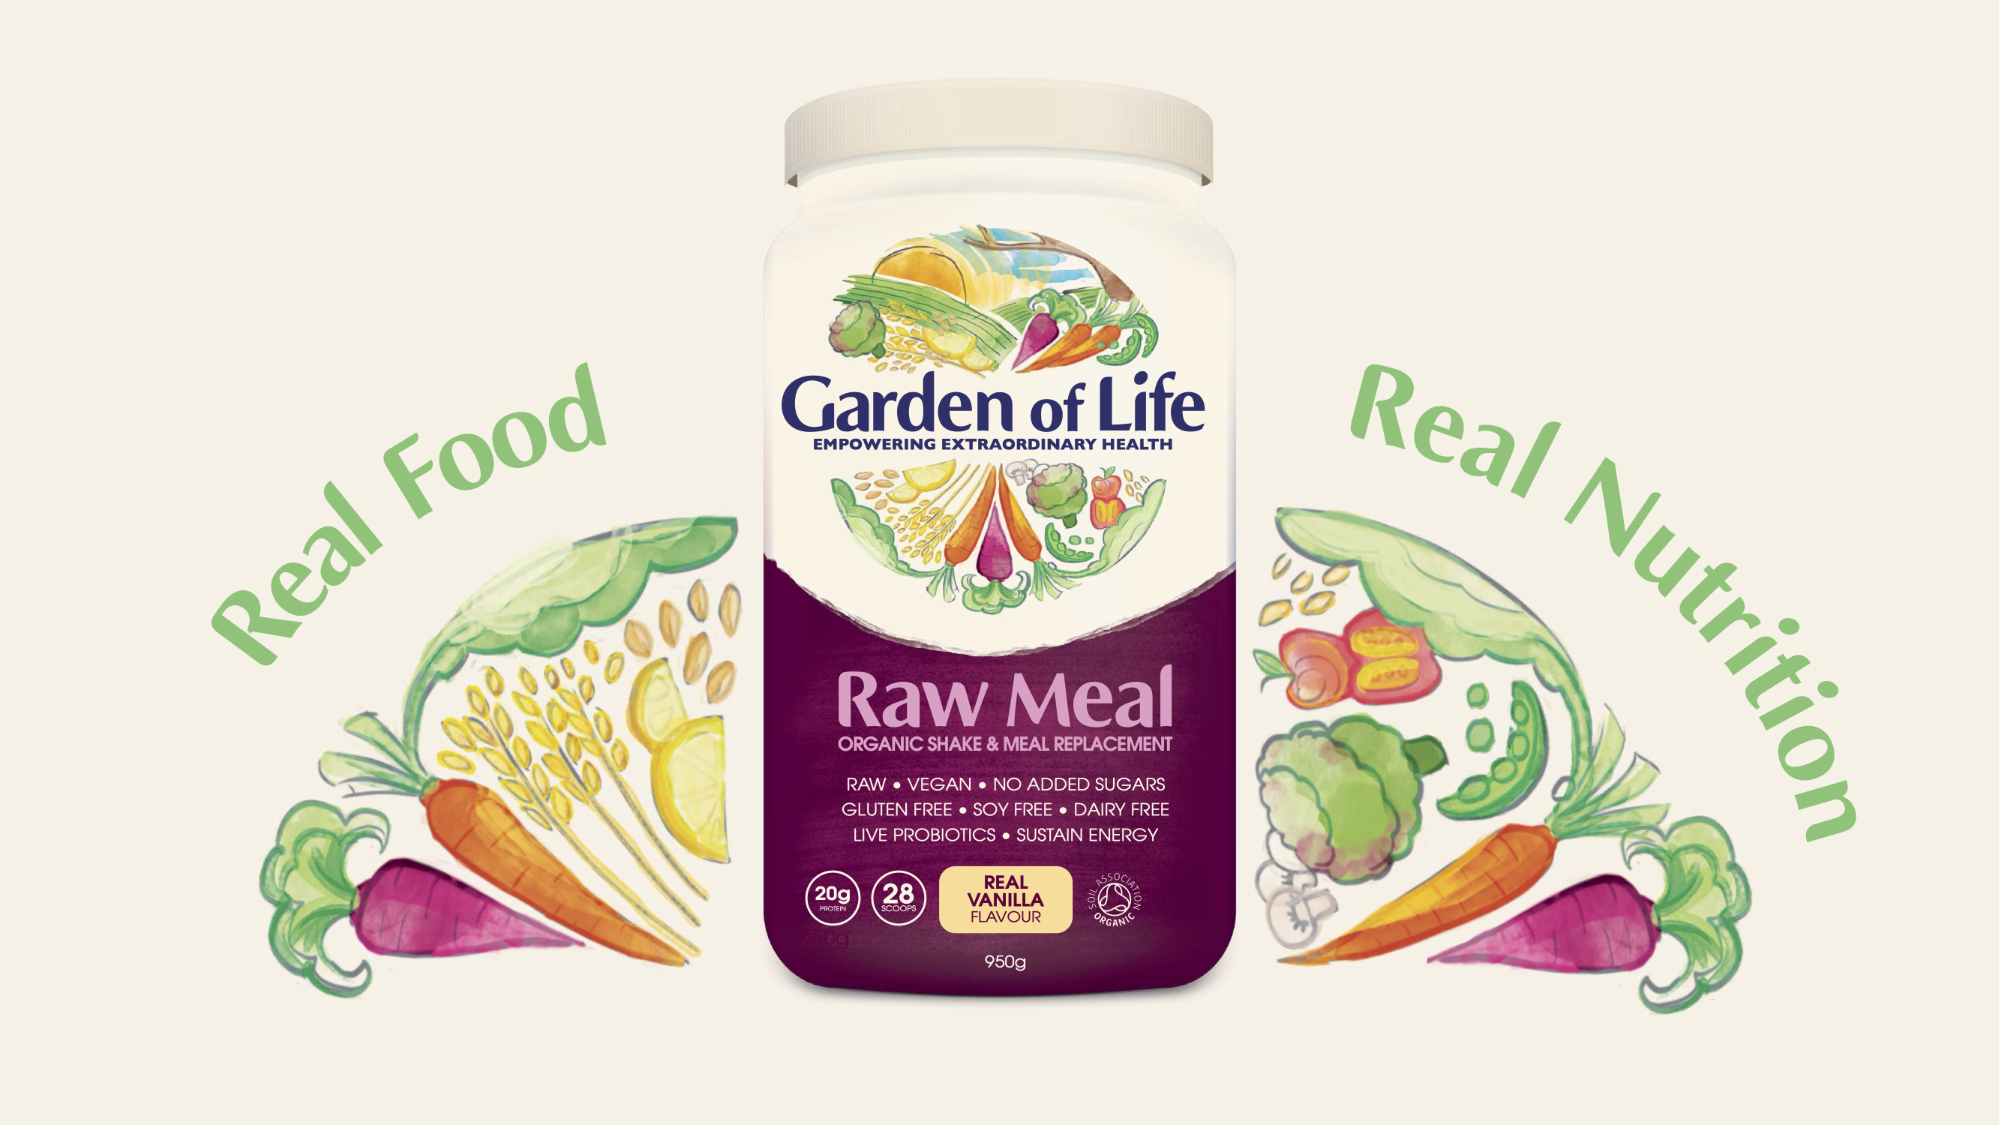 Real Food
Real Nutrition
Garden of Life
EMPOWERING EXTRAORDINARY HEALTH
Raw Meal
ORGANIC SHAKE & MEAL REPLACEMENT
RAW • VEGAN • NO ADDED SUGARS
GLUTEN FREE • SOY FREE • DAIRY FREE
LIVE PROBIOTICS • SUSTAIN ENERGY
20g
PROTEIN
28
SCOOPS
REAL
VANILLA
FLAVOUR
SOIL ASSOCIATION
ORGANIC
950g